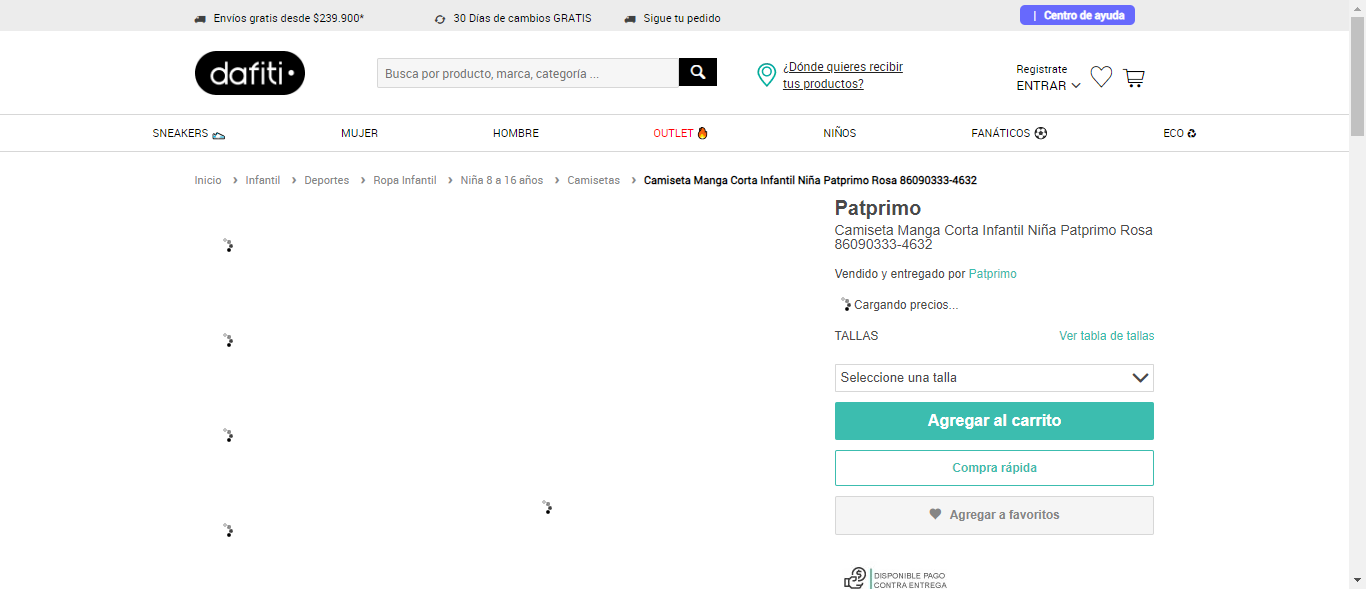 Envíos gratis desde $239.900*
30 Días de cambios GRATIS
Sigue tu pedido
| Centro de ayuda
dafiti
Busca por producto, marca, categoría ...
¿Dónde quieres recibir
tus productos?
Registrate
ENTRAR
SNEAKERS
MUJER
HOMBRE
OUTLET
NIÑOS
FANÁTICOS
ECO
Inicio > Infantil > Deportes > Ropa Infantil > Niña 8 a 16 años > Camisetas > Camiseta Manga Corta Infantil Niña Patprimo Rosa 86090333-4632
Patprimo
Camiseta Manga Corta Infantil Niña Patprimo Rosa
86090333-4632
Vendido y entregado por Patprimo
Cargando precios...
TALLAS
Ver tabla de tallas
Seleccione una talla
Agregar al carrito
Compra rápida
Agregar a favoritos
DISPONIBLE PAGO
CONTRA ENTREGA